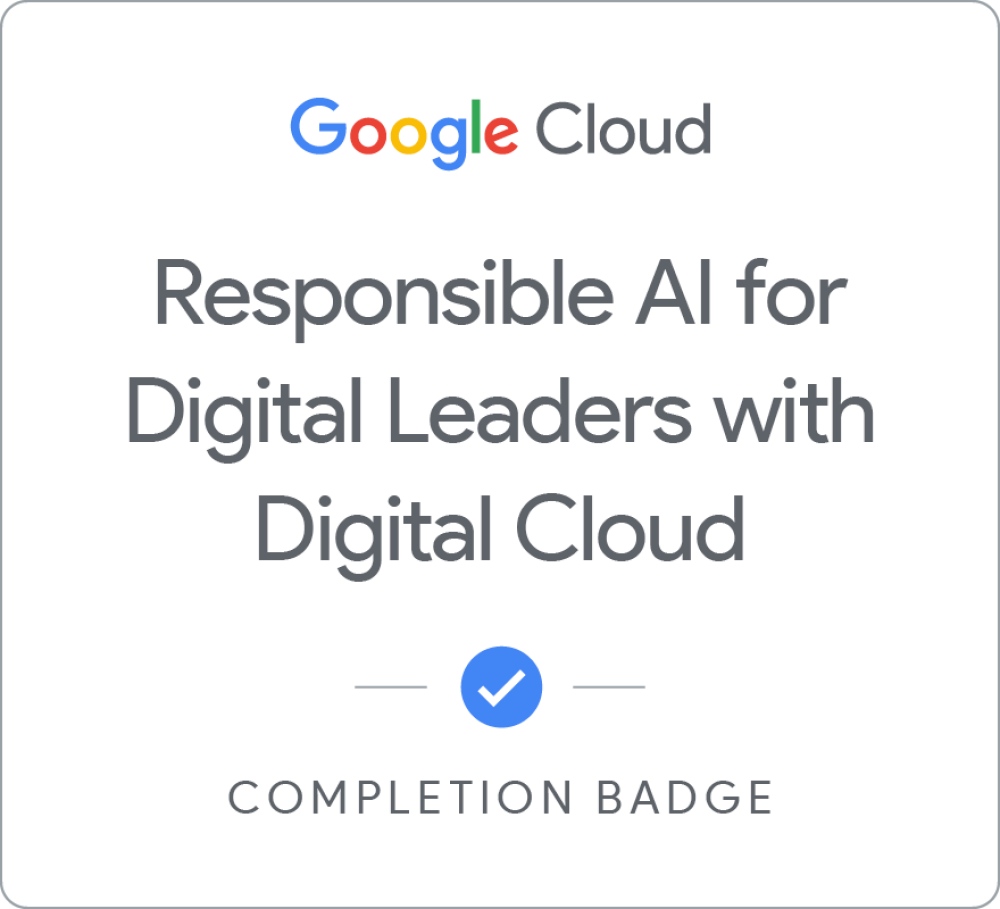 Google Cloud
Responsible AI for
Digital Leaders with
Digital Cloud
COMPLETION BADGE